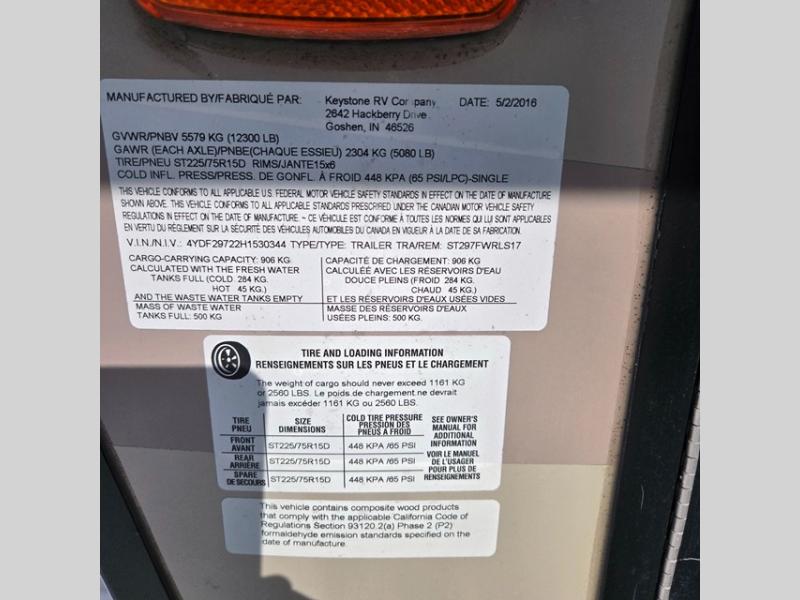 MANUFACTURED BY/FABRIQUÉ PAR: Keystone RV Company DATE: 5/2/2016
2642 Hackberry Drive
Goshen, IN 46526
GVWR/PNBV 5579 KG (12300 LB)
GAWR (EACH AXLE)/PNBE(CHAQUE ESSIEU) 2304 KG (5080 LB)
TIRE/PNEU ST225/75R15D RIMS/JANTE15x6
COLD INFL. PRESS/PRESS. DE GONFL. À FROID 448 KPA (65 PSI/LPC)-SINGLE
THIS VEHICLE CONFORMS TO ALL APPLICABLE U.S. FEDERAL MOTOR VEHICLE SAFETY STANDARDS IN EFFECT ON THE DATE OF MANUFACTURE
SHOWN ABOVE. THIS VEHICLE CONFORMS TO ALL APPLICABLE STANDARDS PRESCRIBED UNDER THE CANADIAN MOTOR VEHICLE SAFETY
REGULATIONS IN EFFECT ON THE DATE OF MANUFACTURE. ~ CE VÉHICULE EST CONFORME À TOUTES LES NORMES QUI LUI SONT APPLICABLES
EN VERTU DU RÈGLEMENT SUR LA SÉCURITÉ DES VÉHICULES AUTOMOBILES DU CANADA EN VIGUEUR À LA DATE DE SA FABRICATION.
V.I.N./N.I.V.: 4YDF29722H1530344 TYPE/TYPE: TRAILER TRA/REM: ST297FWRLS17
CARGO-CARRYING CAPACITY: 906 KG
CALCULATED WITH THE FRESH WATER
TANKS FULL (COLD 284 KG.
HOT 45 KG.)
AND THE WASTE WATER TANKS EMPTY
MASS OF WASTE WATER
TANKS FULL: 500 KG
CAPACITÉ DE CHARGEMENT: 906 KG
CALCULÉE AVEC LES RÉSERVOIRS D'EAU
DOUCE PLEINS (FROID 284 KG.
CHAUD 45 KG.)
ET LES RÉSERVOIRS D'EAUX USÉES VIDES
MASSE DES RÉSERVOIRS D'EAUX
USÉES PLEINS: 500 KG.
TIRE AND LOADING INFORMATION
RENSEIGNEMENTS SUR LES PNEUS ET LE CHARGEMENT
The weight of cargo should never exceed 1161 KG
or 2560 LBS. Le poids de chargement ne devrait
jamais excéder 1161 KG ou 2560 LBS.
TIRE SIZE COLD TIRE PRESSURE
PNEU DIMENSIONS PRESSION DES
PNEUS A FROID
FRONT
AVANT ST225/75R15D 448 KPA /65 PSI
REAR
ARRIÈRE ST225/75R15D 448 KPA /65 PSI
SPARE
DE SECOURS ST225/75R15D 448 KPA /65 PSI
SEE OWNER'S
MANUAL FOR
ADDITIONAL
INFORMATION
VOIR LE MANUEL
DE L'USAGER
POUR PLUS DE
RENSEIGNEMENTS
This vehicle contains composite wood products
that comply with the applicable California Code of
Regulations Section 93120.2(a) Phase 2 (P2)
formaldehyde emission standards specified on the
date of manufacture.